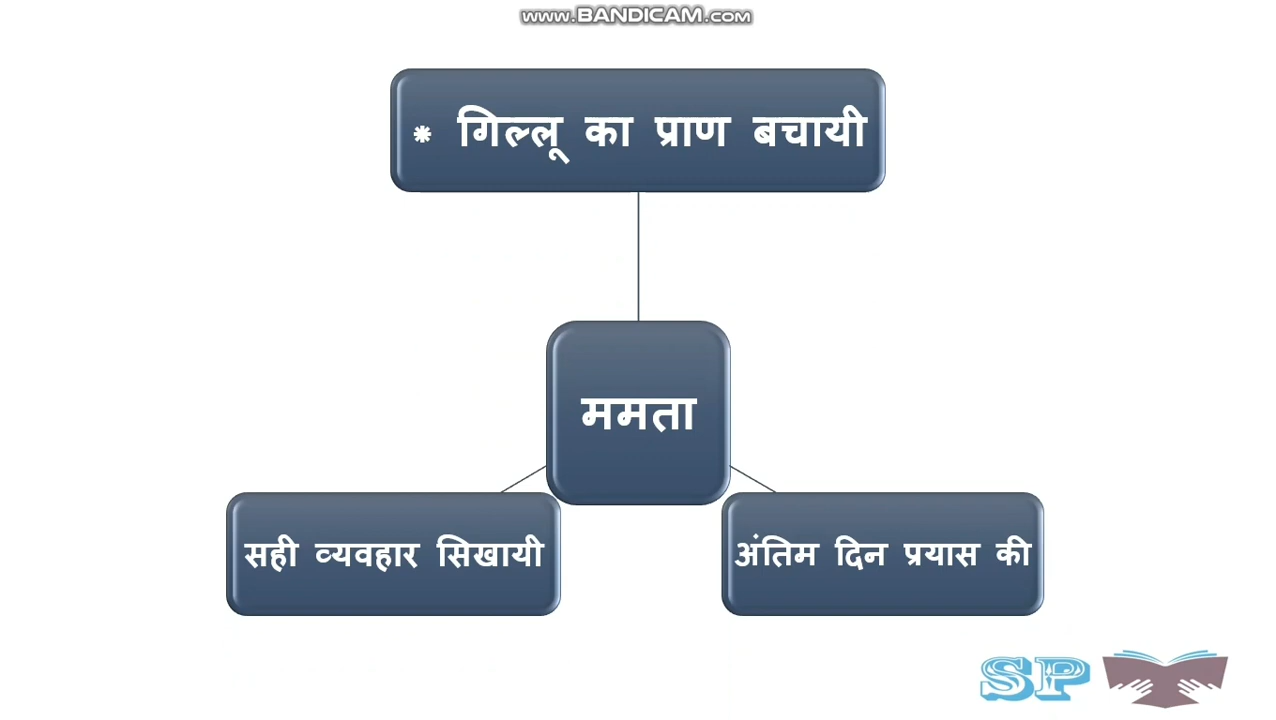 www.BANDICAM.com
* गिल्लू का प्राण बचायी
ममता
सही व्यवहार सिखायी
अंतिम दिन प्रयास की
SP